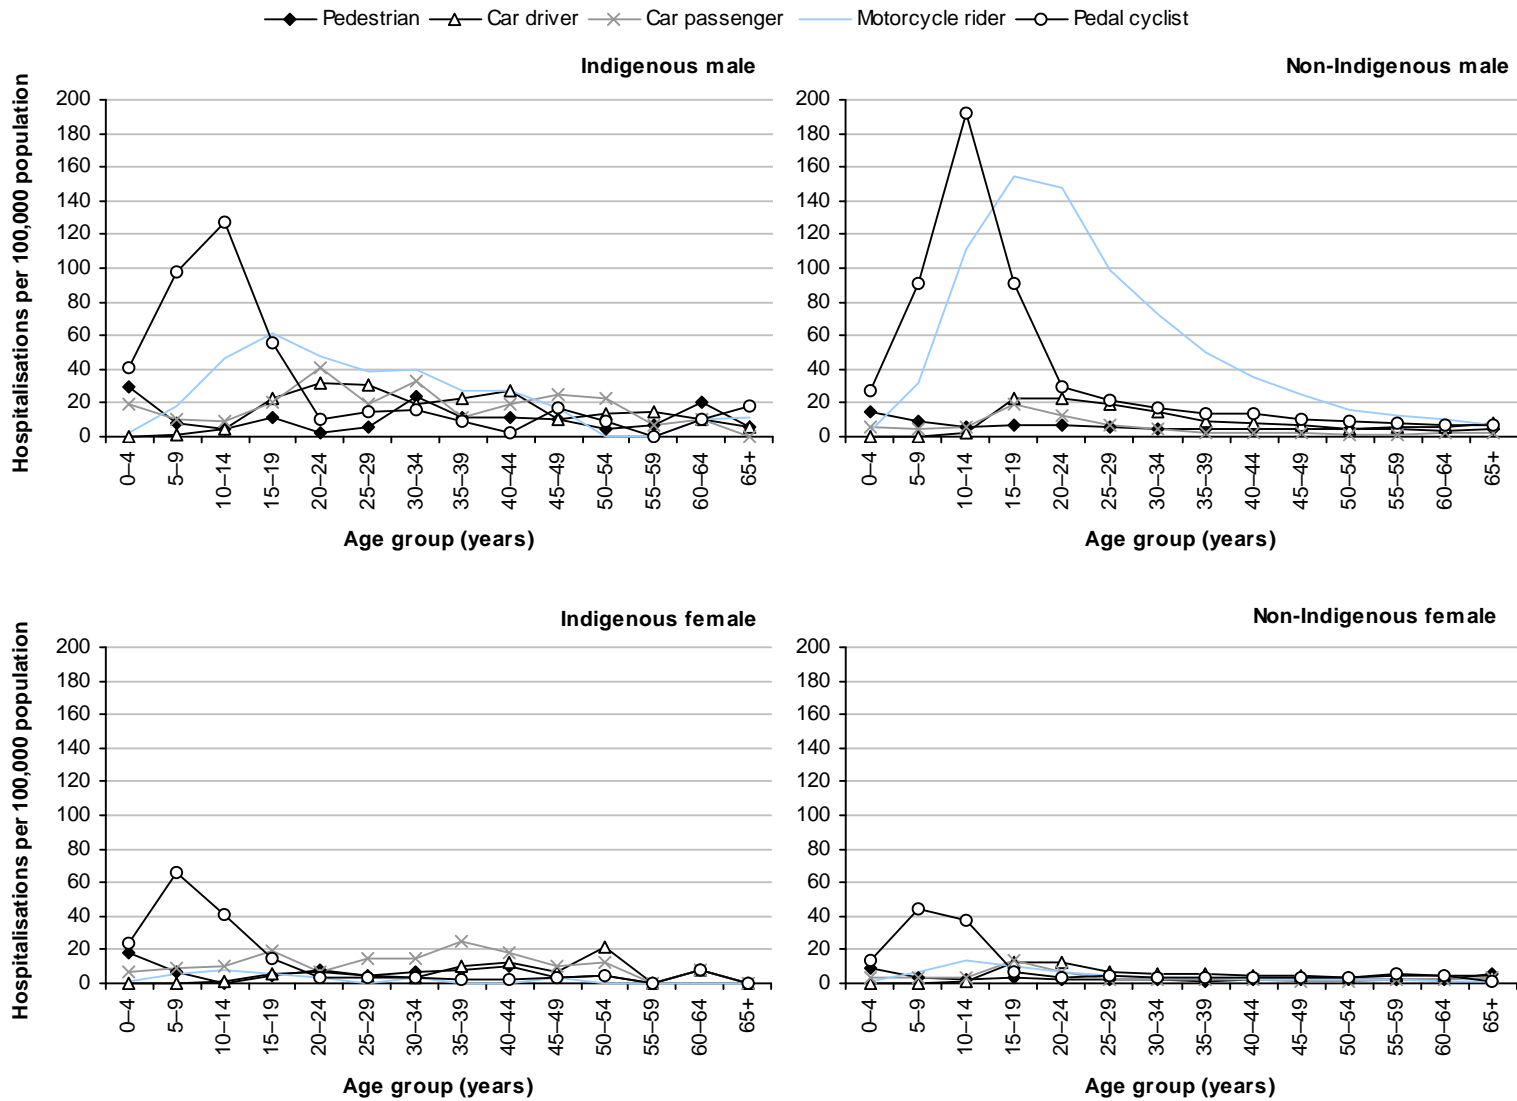 Pedestrian Car driver Car passenger Motorcycle rider Pedal cyclist
Indigenous male
Hospitalisations per 100,000 population
200
180
160
140
120
100
80
60
40
20
0
0–4 5–9 10–14 15–19 20–24 25–29 30–34 35–39 40–44 45–49 50–54 55–59 60–64 65+
Age group (years)
Non-Indigenous male
200
180
160
140
120
100
80
60
40
20
0
0–4 5–9 10–14 15–19 20–24 25–29 30–34 35–39 40–44 45–49 50–54 55–59 60–64 65+
Age group (years)
Indigenous female
Hospitalisations per 100,000 population
200
180
160
140
120
100
80
60
40
20
0
0–4 5–9 10–14 15–19 20–24 25–29 30–34 35–39 40–44 45–49 50–54 55–59 60–64 65+
Age group (years)
Non-Indigenous female
200
180
160
140
120
100
80
60
40
20
0
0–4 5–9 10–14 15–19 20–24 25–29 30–34 35–39 40–44 45–49 50–54 55–59 60–64 65+
Age group (years)